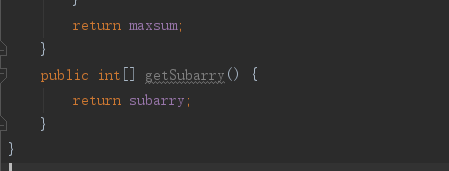 }
return maxsum;
}
public int[] getSubarry() {
return subarry;
}
}